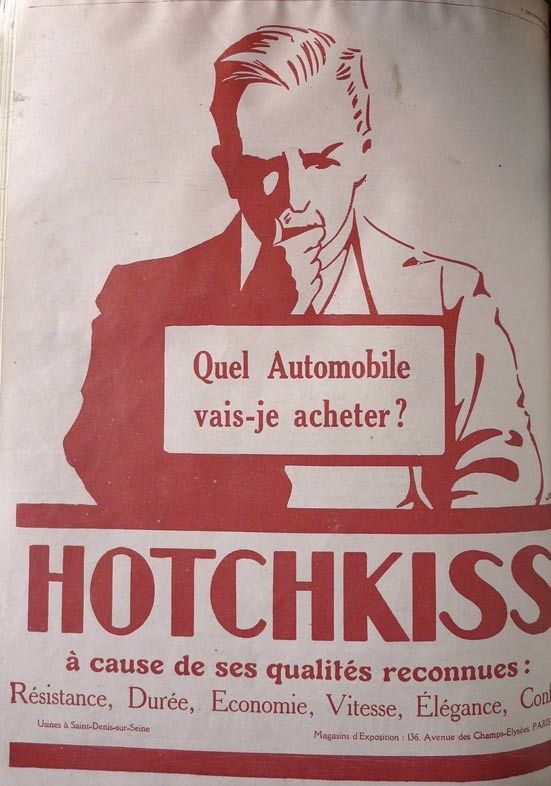 Quel Automobile
vais-je acheter?
HOTCHKISS
à cause de ses qualités reconnues :
Résistance, Durée, Economie, Vitesse, Élégance,
Usines à Saint-Denis-sur-Seine
Magasins d'Exposition : 136, Avenue des Champs-Elysées, PARIS